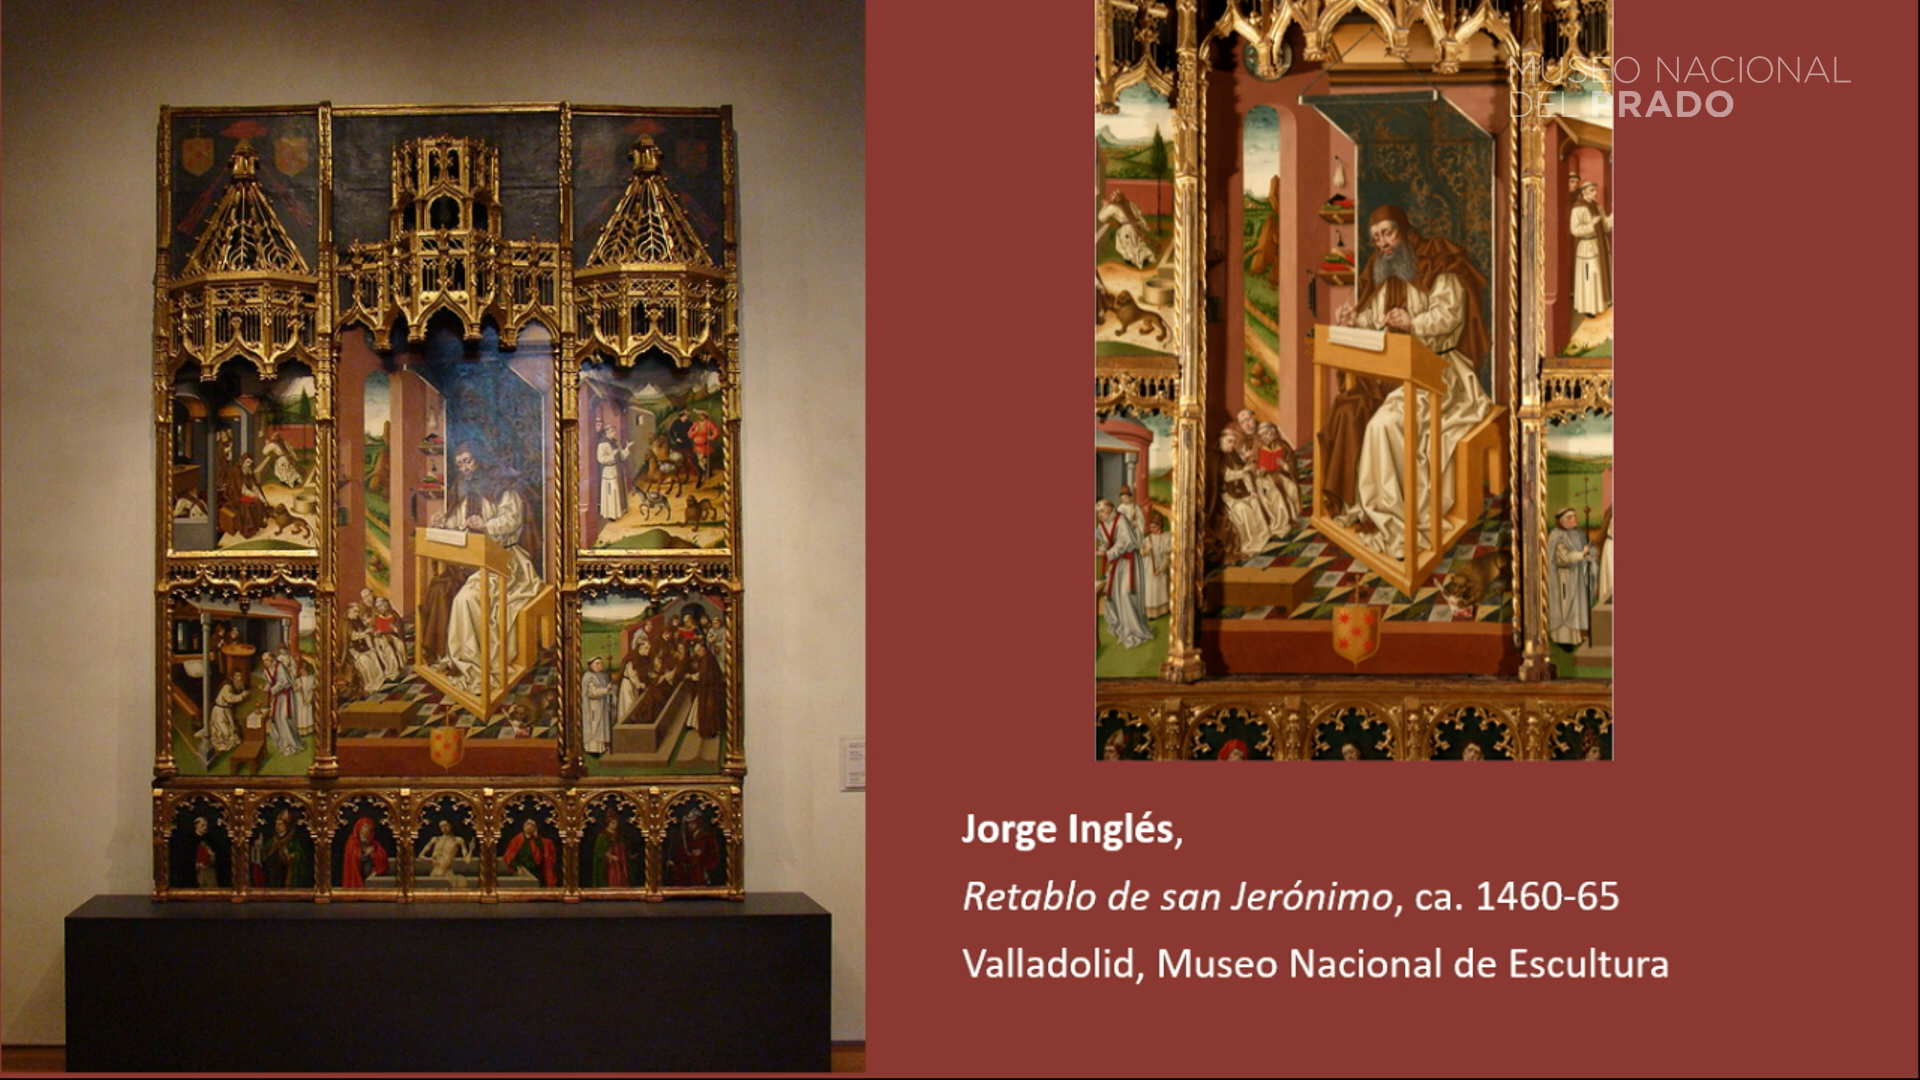 MUSEO NACIONAL
DEL PRADO
Jorge Inglés,
Retablo de san Jerónimo, ca. 1460-65
Valladolid, Museo Nacional de Escultura